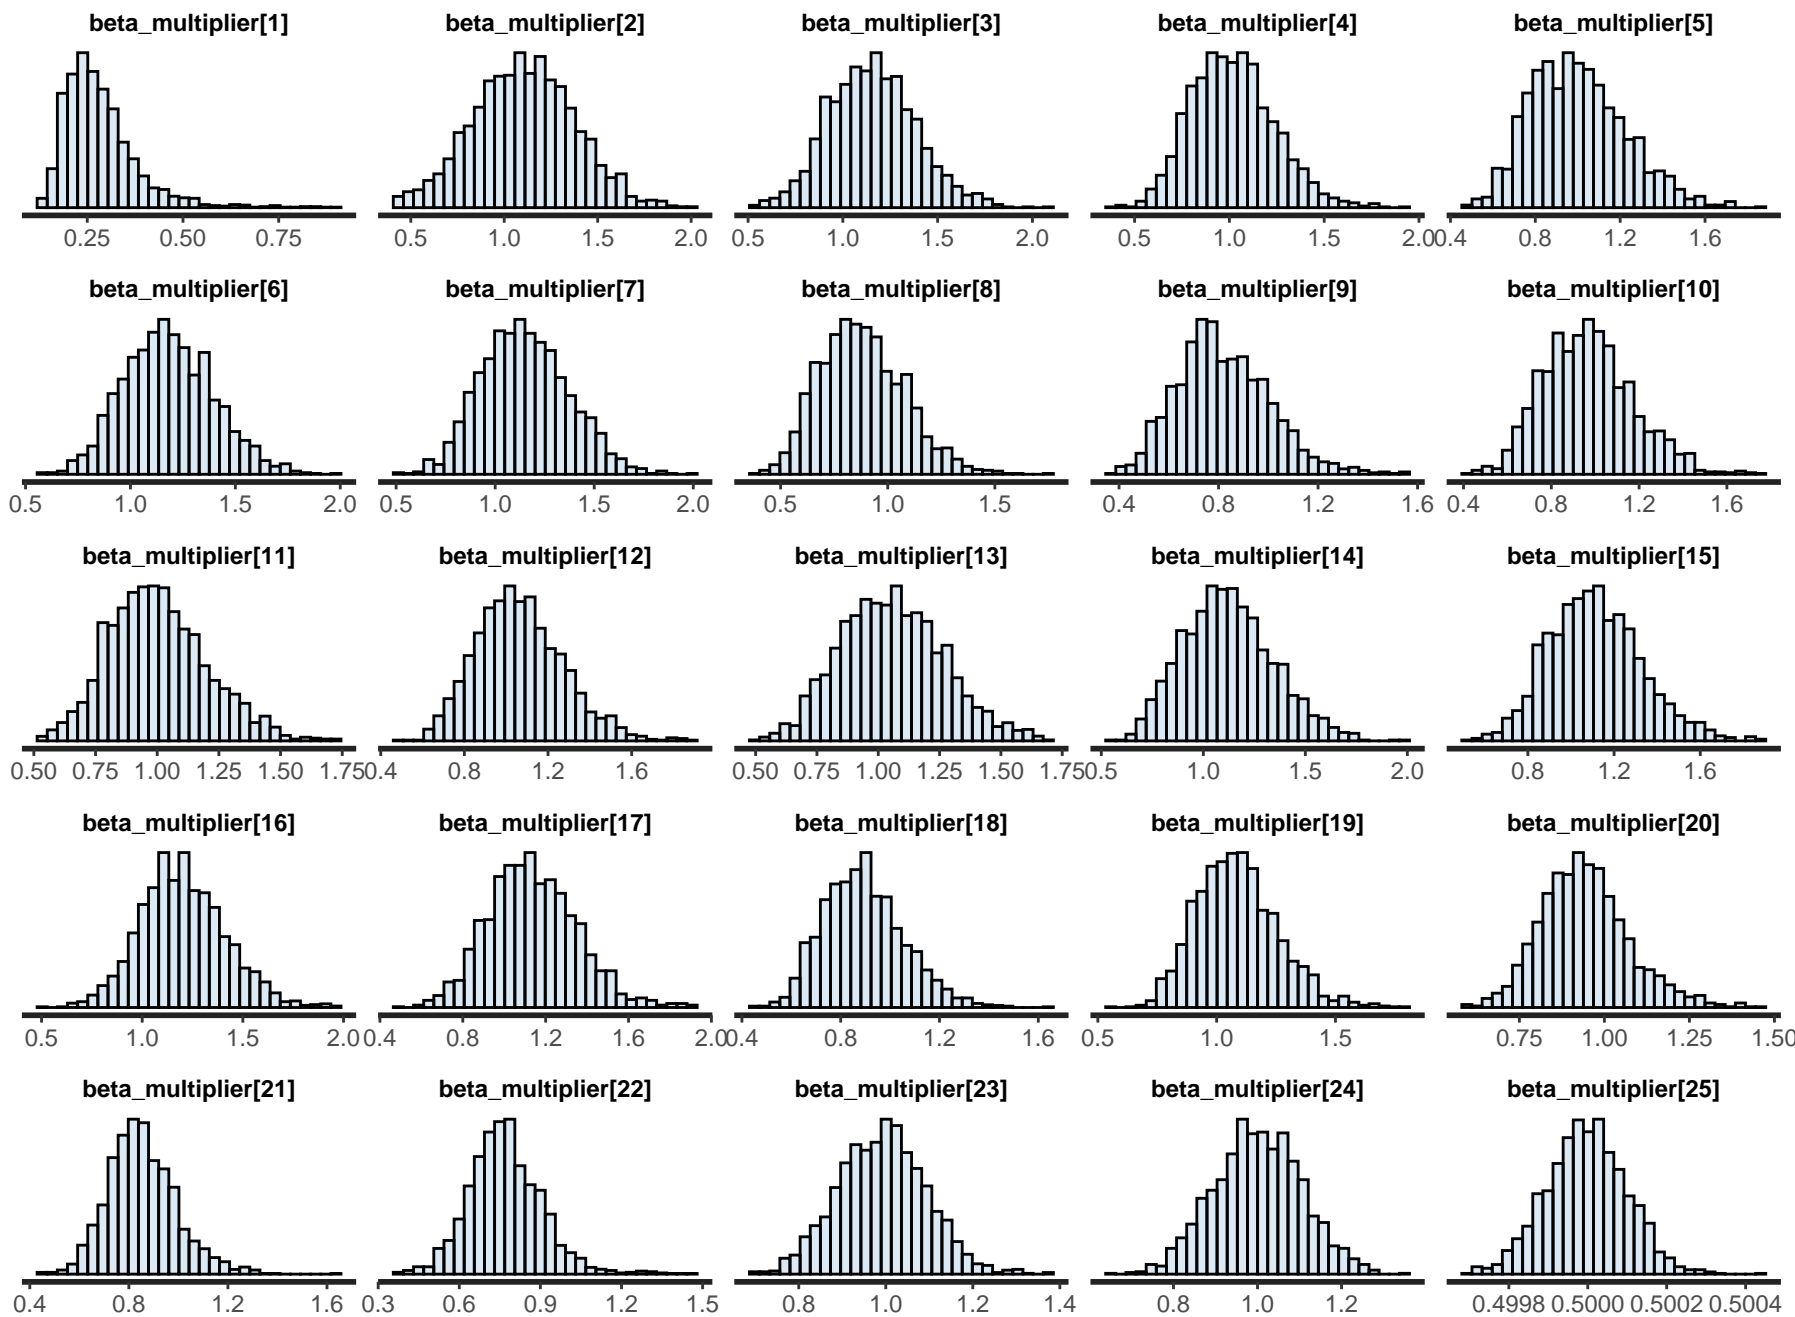 beta_multiplier[1] beta_multiplier[2] beta_multiplier[3] beta_multiplier[4] beta_multiplier[5]
0.25 0.50 0.75 0.5 1.0 1.5 2.0 0.5 1.0 1.5 2.0 0.5 1.0 1.5 2.0 0.4 0.8 1.2 1.6
beta_multiplier[6] beta_multiplier[7] beta_multiplier[8] beta_multiplier[9] beta_multiplier[10]
0.5 1.0 1.5 2.0 0.5 1.0 1.5 2.0 0.5 1.0 1.5 0.4 0.8 1.2 1.6 0.4 0.8 1.2 1.6
beta_multiplier[11] beta_multiplier[12] beta_multiplier[13] beta_multiplier[14] beta_multiplier[15]
0.50 0.75 1.00 1.25 1.50 1.75 0.4 0.8 1.2 1.6 0.50 0.75 1.00 1.25 1.50 1.75 0.5 1.0 1.5 2.0 0.8 1.2 1.6
beta_multiplier[16] beta_multiplier[17] beta_multiplier[18] beta_multiplier[19] beta_multiplier[20]
0.5 1.0 1.5 2.0 0.4 0.8 1.2 1.6 2.0 0.4 0.8 1.2 1.6 0.5 1.0 1.5 0.75 1.00 1.25 1.50
beta_multiplier[21] beta_multiplier[22] beta_multiplier[23] beta_multiplier[24] beta_multiplier[25]
0.4 0.8 1.2 1.6 0.3 0.6 0.9 1.2 1.5 0.8 1.0 1.2 1.4 0.8 1.0 1.2 0.4998 0.5000 0.5002 0.5004